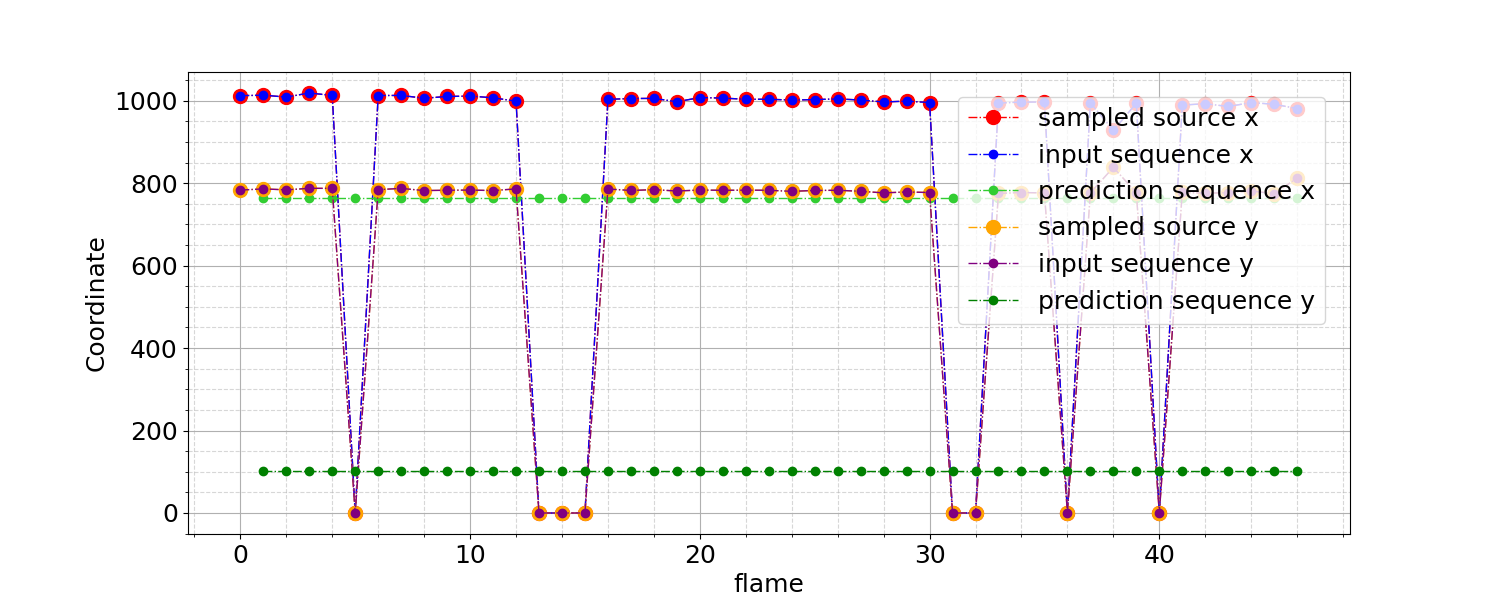 1000
800
600
400
200
0
Coordinate
0 10 20 30 40
flame
sampled source x
input sequence x
prediction sequence x
sampled source y
input sequence y
prediction sequence y